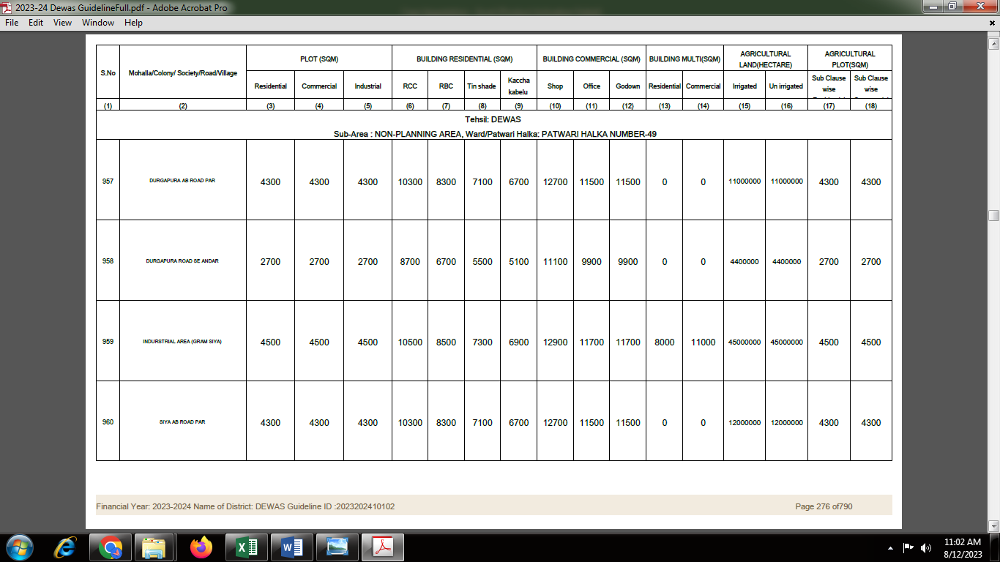 2023-24 Dewas GuidelineFull.pdf - Adobe Acrobat Pro
File Edit View Window Help
S.No Mohalla/Colony/ Society/Road/Village PLOT (SQM) BUILDING RESIDENTIAL (SQM) BUILDING COMMERCIAL (SQM) BUILDING MULTI(SQM) AGRICULTURAL LAND(HECTARE) AGRICULTURAL PLOT(SQM)
Residential Commercial Industrial RCC RBC Tin shade Kaccha kabelu Shop Office Godown Residential Commercial Irrigated Un irrigated Sub Clause wise Sub Clause wise
(1) (2) (3) (4) (5) (6) (7) (8) (9) (10) (11) (12) (13) (14) (15) (16) (17) (18)
Tehsil: DEWAS
Sub-Area : NON-PLANNING AREA, Ward/Patwari Halka: PATWARI HALKA NUMBER-49
957 DURGAPURA AB ROAD PAR 4300 4300 4300 10300 8300 7100 6700 12700 11500 11500 0 0 11000000 11000000 4300 4300
958 DURGAPURA ROAD SE ANDAR 2700 2700 2700 8700 6700 5500 5100 11100 9900 9900 0 0 4400000 4400000 2700 2700
959 INDURSTRIAL AREA (GRAM SIYA) 4500 4500 4500 10500 8500 7300 6900 12900 11700 11700 8000 11000 45000000 45000000 4500 4500
960 SIYA AB ROAD PAR 4300 4300 4300 10300 8300 7100 6700 12700 11500 11500 0 0 12000000 12000000 4300 4300
Financial Year: 2023-2024 Name of District: DEWAS Guideline ID :2023202410102 Page 276 of790
11:02 AM
8/12/2023